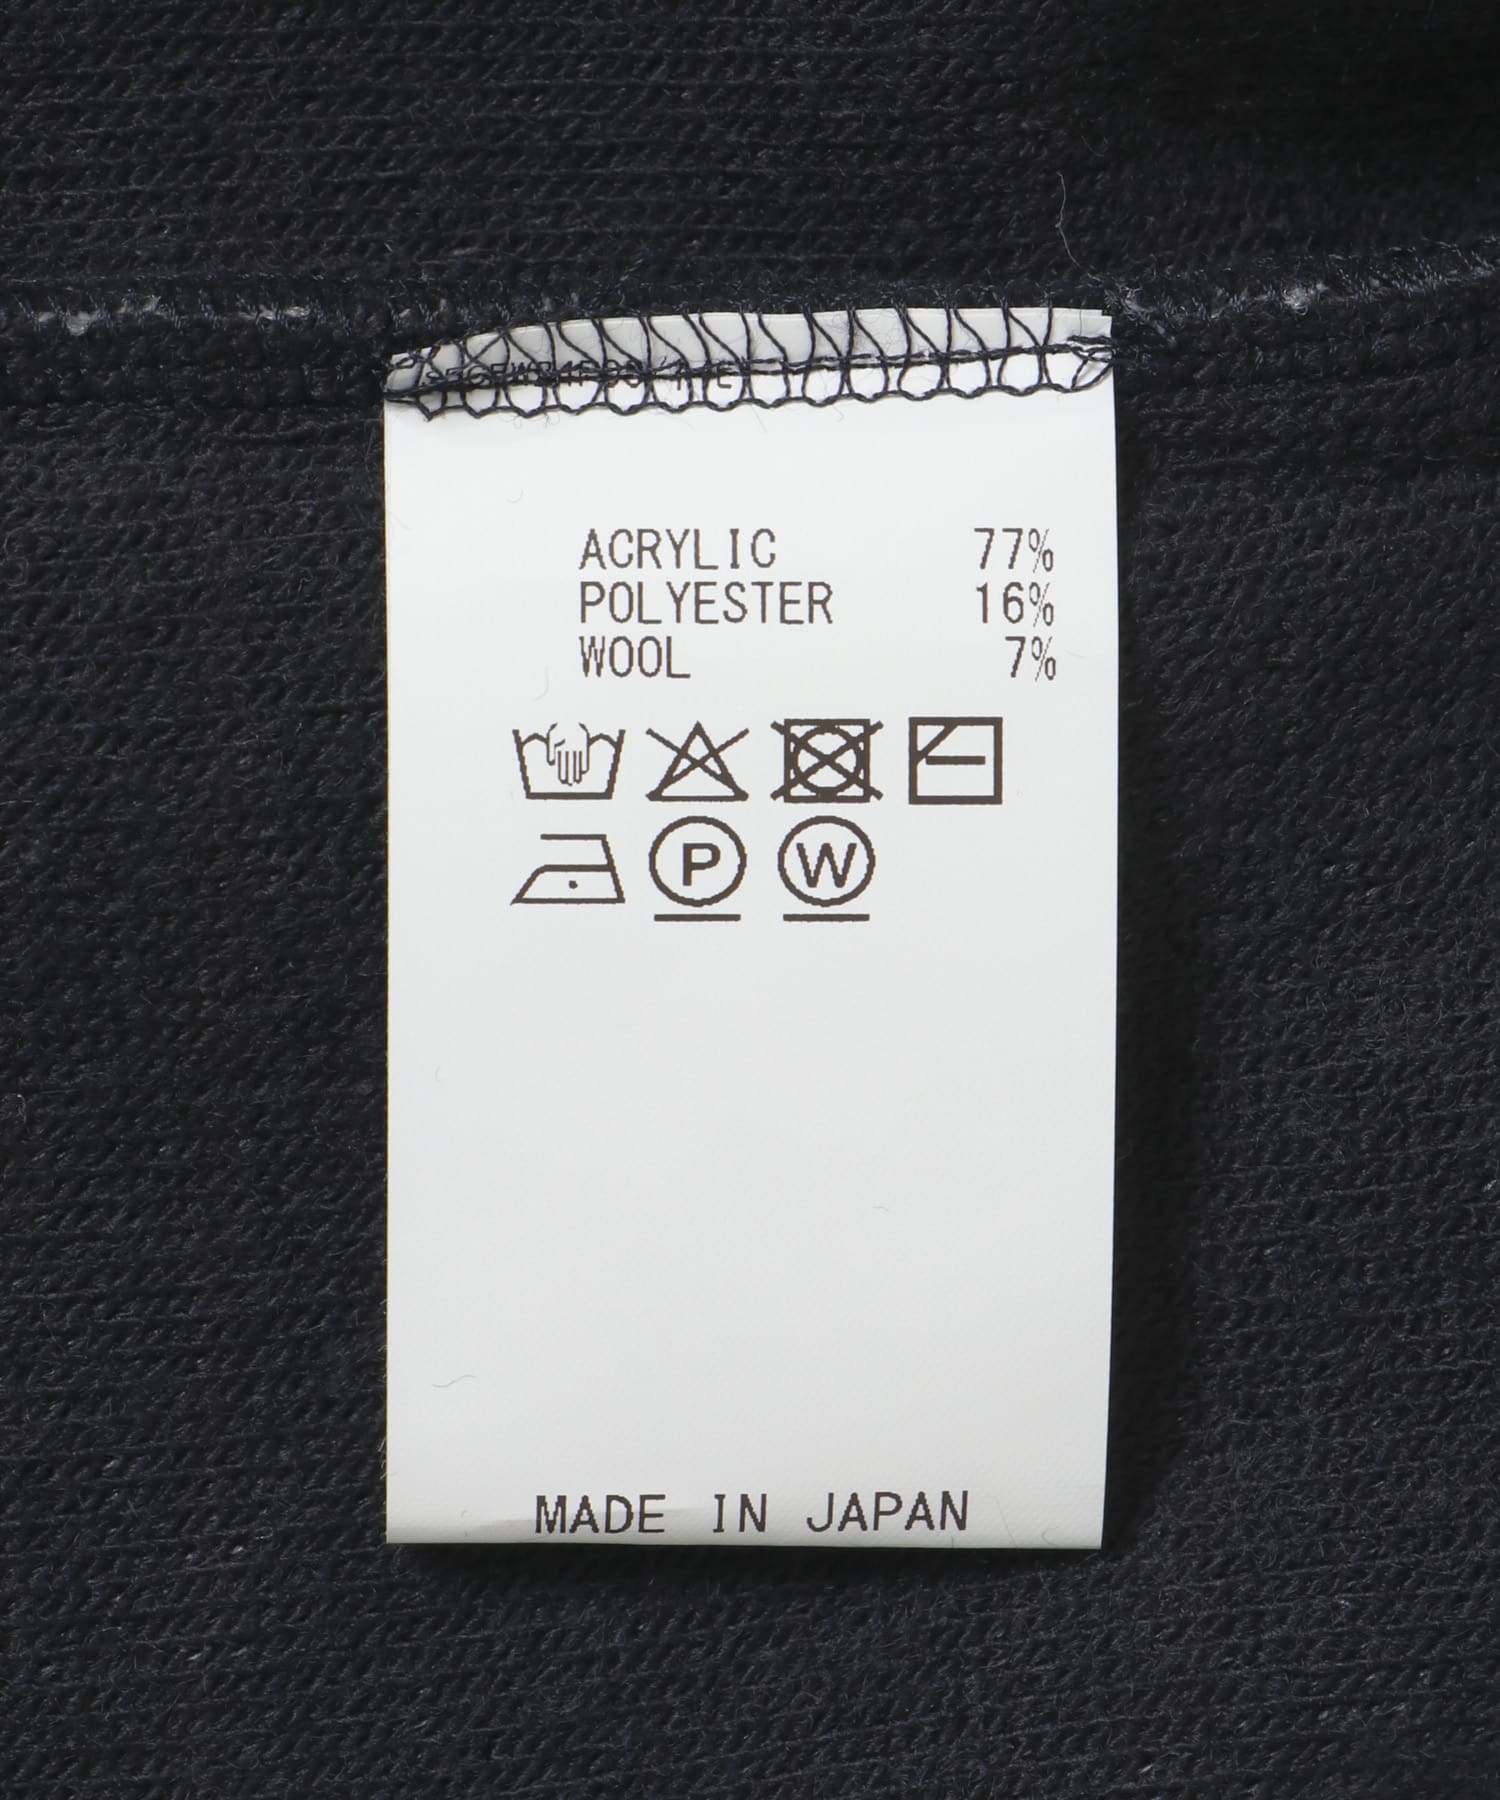 ACRYLIC 77%
POLYESTER 16%
WOOL 7%
P W
MADE IN JAPAN